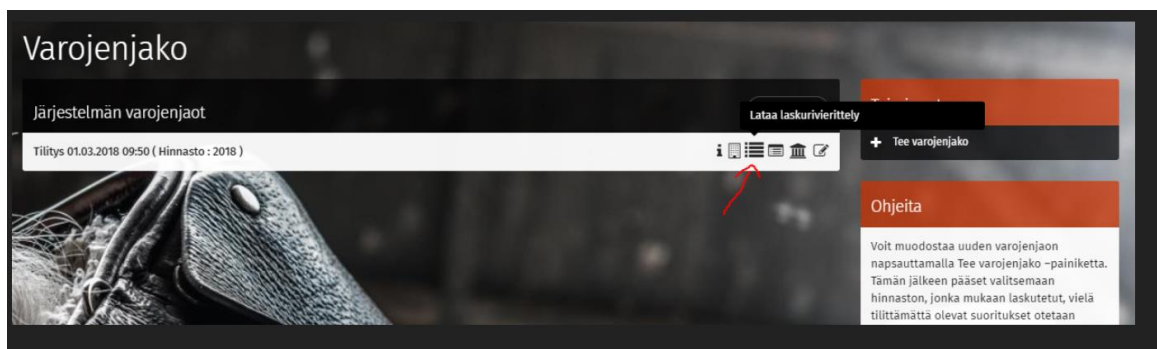 Varojenjako
Järjestelmän varojenjaot
Lataa laskurivierittely
Tilitys 01.03.2018 09:50 ( Hinnasto : 2018 )
Tee varojenjako
Ohjeita
Voit muodostaa uuden varojenjaon
napsauttamalla Tee varojenjako –painiketta.
Tämän jälkeen pääset valitsemaan
hinnaston, jonka mukaan laskutetut, vielä
tilittämättä olevat suoritukset otetaan